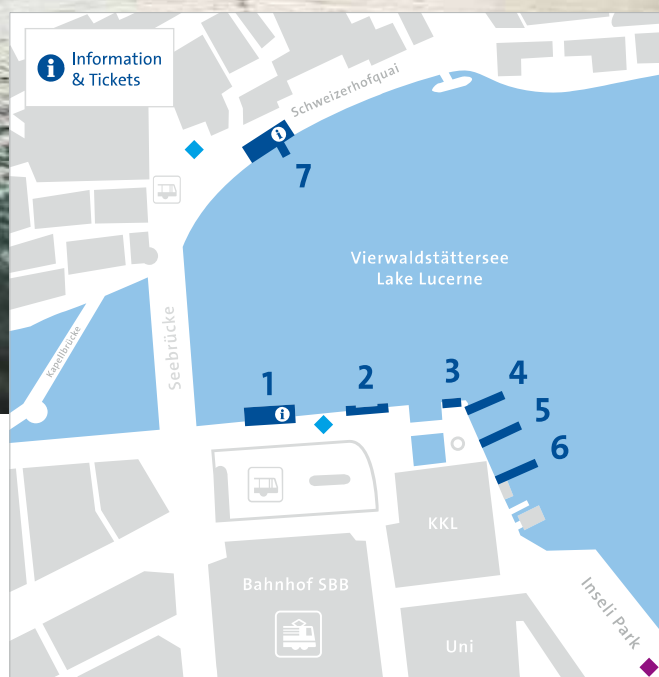 i Information
& Tickets
Schweizerhofquai
i
7
Vierwaldstättersee
Lake Lucerne
Kapellbrücke
Seebrücke
1
i
2
3
4
5
6
KKL
Bahnhof SBB
Uni
Inseli Park